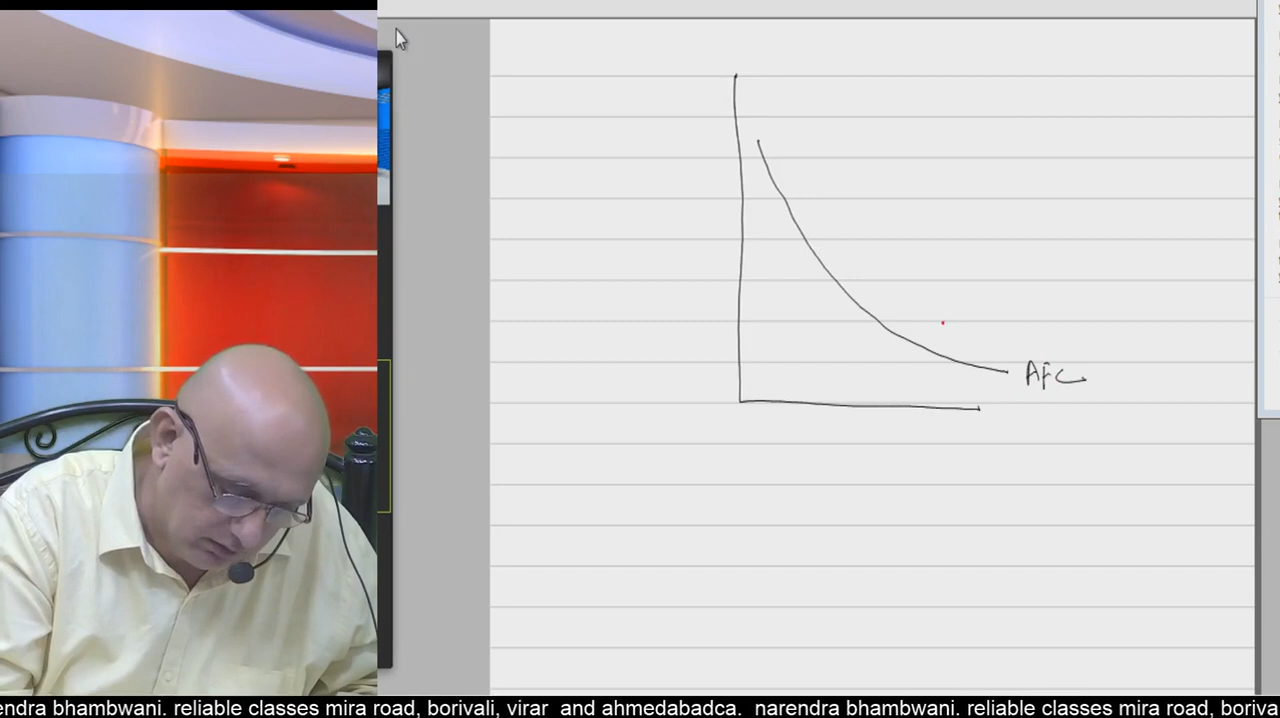 AFC
endra bhambwani. reliable classes mira road, borivali, virar  and ahmedabadca.  narendra bhambwani. reliable classes mira road, boriva